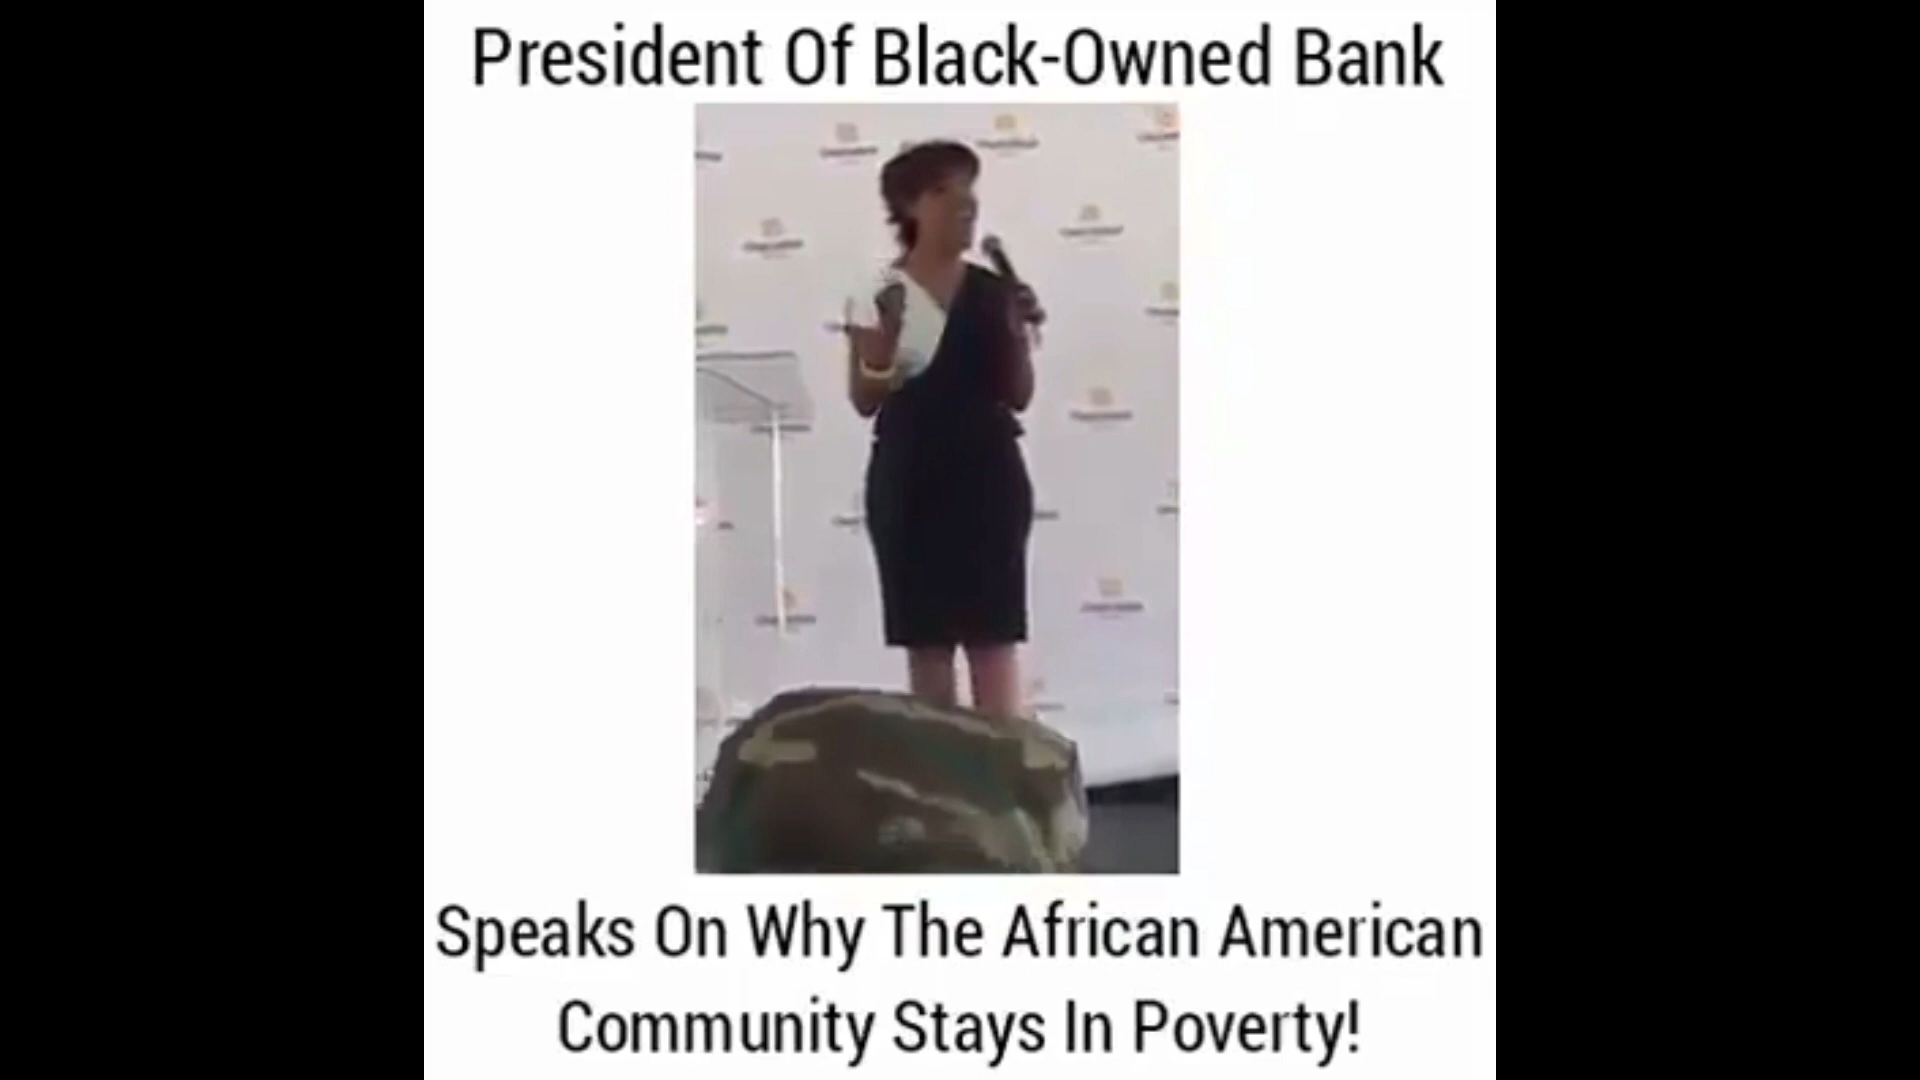 President Of Black-Owned Bank
Speaks On Why The African American
Community Stays In Poverty!